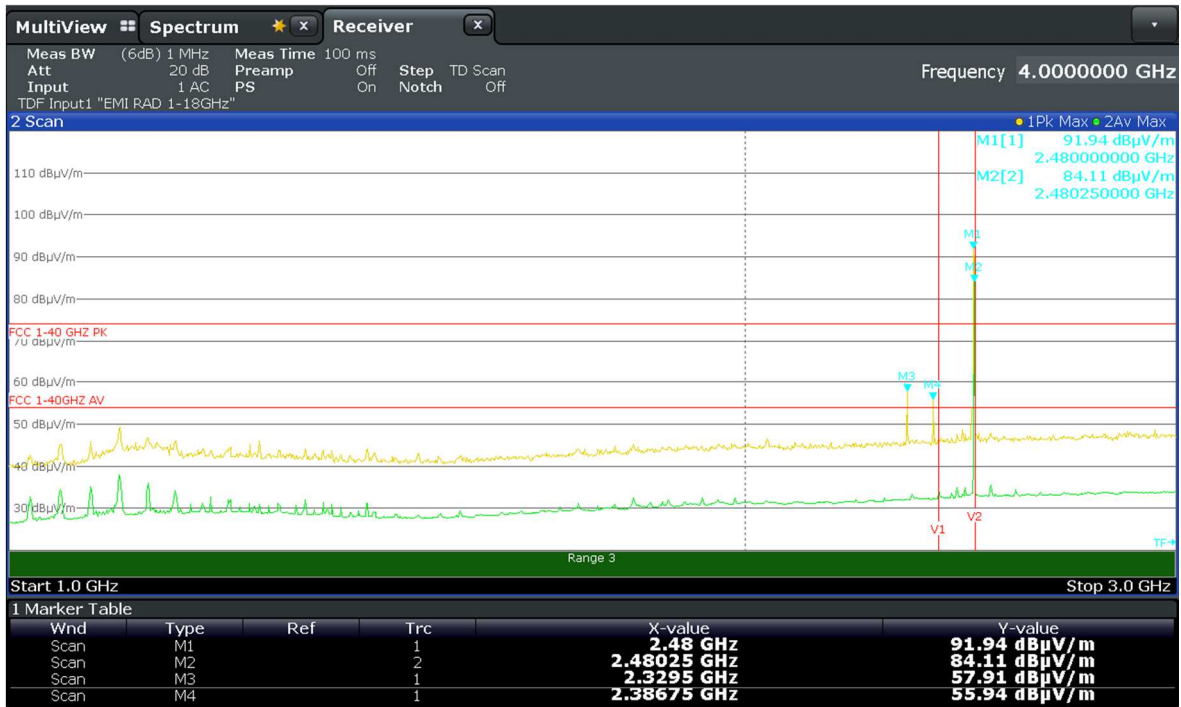 MultiView Spectrum X Receiver X
Meas BW (6dB) 1 MHz Meas Time 100 ms
Att 20 dB Preamp Off Step TD Scan
Frequency 4.0000000 GHz
Input 1 AC PS On Notch Off
TDF Input1 "EMI RAD 1-18GHz"
2 Scan 1Pk Max 2Av Max
M1[1] 91.94 dBµV/m
2.480000000 GHz
M2[2] 84.11 dBµV/m
2.480250000 GHz
110 dBµV/m
100 dBµV/m
M1
90 dBµV/m
M2
80 dBµV/m
FCC 1-40 GHZ PK
70 dBµV/m
60 dBµV/m
M3 M4
FCC 1-40GHZ AV
50 dBµV/m
40 dBµV/m
30 dBµV/m
V1 V2
TF
Range 3
Start 1.0 GHz Stop 3.0 GHz
1 Marker Table
Wnd Type Ref Trc X-value Y-value
Scan M1 1 2.48 GHz 91.94 dBµV/m
Scan M2 2 2.48025 GHz 84.11 dBµV/m
Scan M3 1 2.3295 GHz 57.91 dBµV/m
Scan M4 1 2.38675 GHz 55.94 dBµV/m